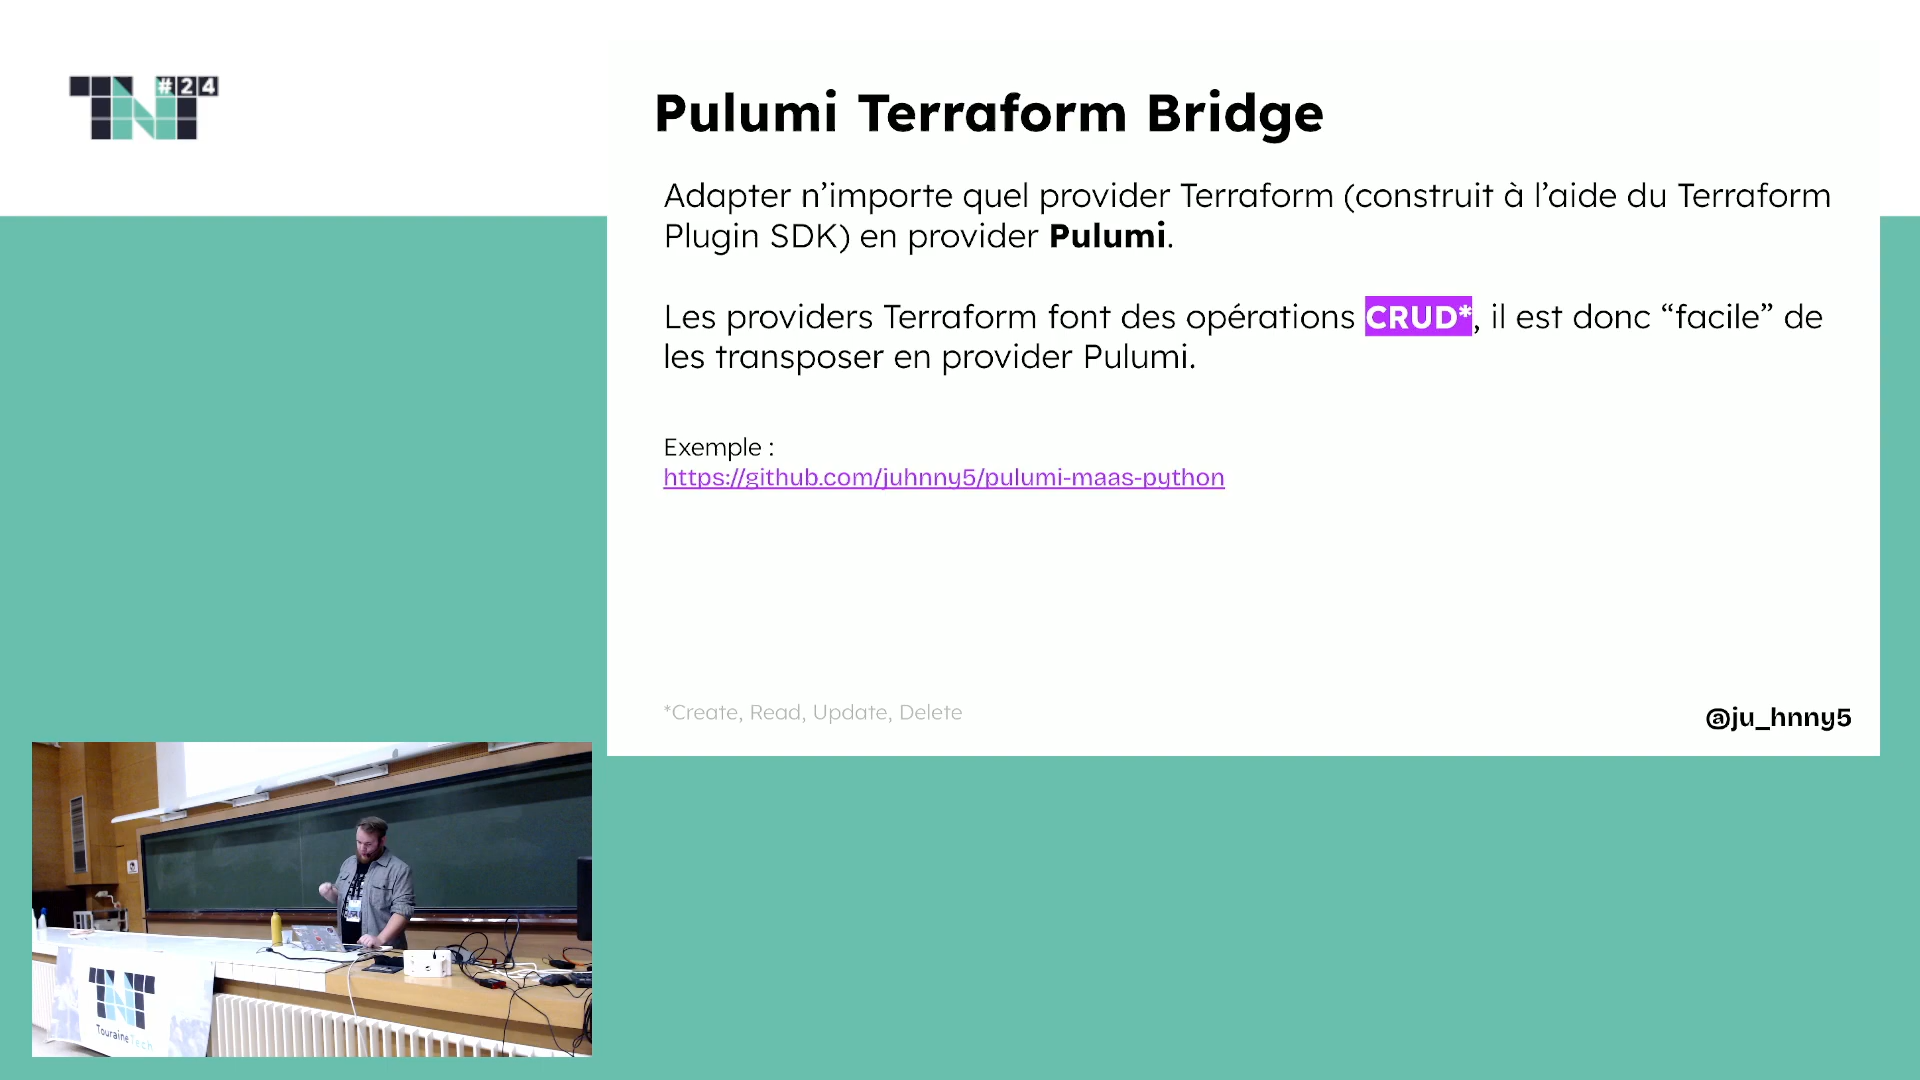 TNT #24
Pulumi Terraform Bridge
Adapter n’importe quel provider Terraform (construit à l’aide du Terraform
Plugin SDK) en provider Pulumi.
Les providers Terraform font des opérations CRUD*, il est donc “facile” de
les transposer en provider Pulumi.
Exemple :
https://github.com/juhnny5/pulumi-maas-python
*Create, Read, Update, Delete
@ju_hnny5
TNT
Touraine Tech